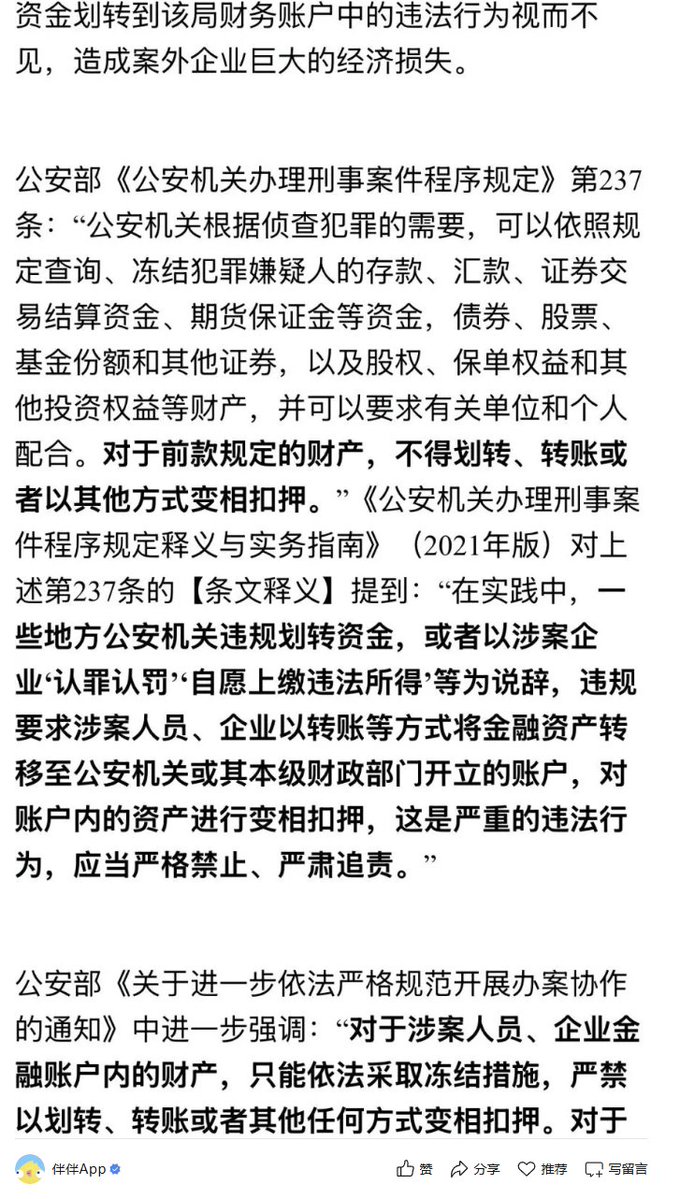 资金划转到该局财务账户中的违法行为视而不
见，造成案外企业巨大的经济损失。
公安部《公安机关办理刑事案件程序规定》第237
条：“公安机关根据侦查犯罪的需要，可以依照规
定查询、冻结犯罪嫌疑人的存款、汇款、证券交
易结算资金、期货保证金等资金，债券、股票、
基金份额和其他证券，以及股权、保单权益和其
他投资权益等财产，并可以要求有关单位和个人
配合。对于前款规定的财产，不得划转、转账或
者以其他方式变相扣押。”《公安机关办理刑事案
件程序规定释义与实务指南》（2021年版）对上
述第237条的【条文释义】提到：“在实践中，一
些地方公安机关违规划转资金，或者以涉案企
业‘认罪认罚’‘自愿上缴违法所得’等为说辞，违规
要求涉案人员、企业以转账等方式将金融资产转
移至公安机关或其本级财政部门开立的账户，对
账户内的资产进行变相扣押，这是严重的违法行
为，应当严格禁止、严肃追责。”
公安部《关于进一步依法严格规范开展办案协作
的通知》中进一步强调：“对于涉案人员、企业金
融账户内的财产，只能依法采取冻结措施，严禁
以划转、转账或者其他任何方式变相扣押。对于
伴伴App 赞 分享 推荐 写留言